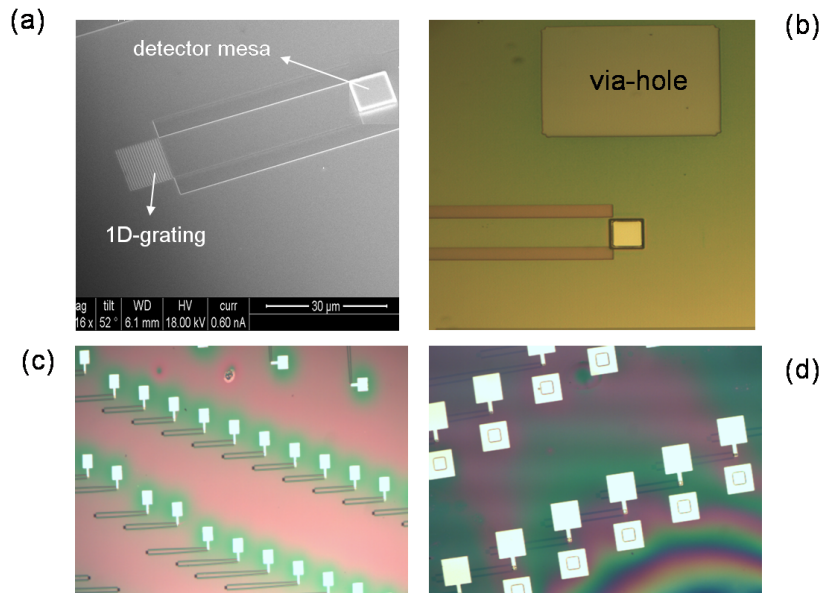 (a)
detector mesa
1D-grating
ag tilt WD HV curr
16 x 52 ° 6.1 mm 18.00 kV 0.60 nA 30 µm
(b)
via-hole
(c)
(d)